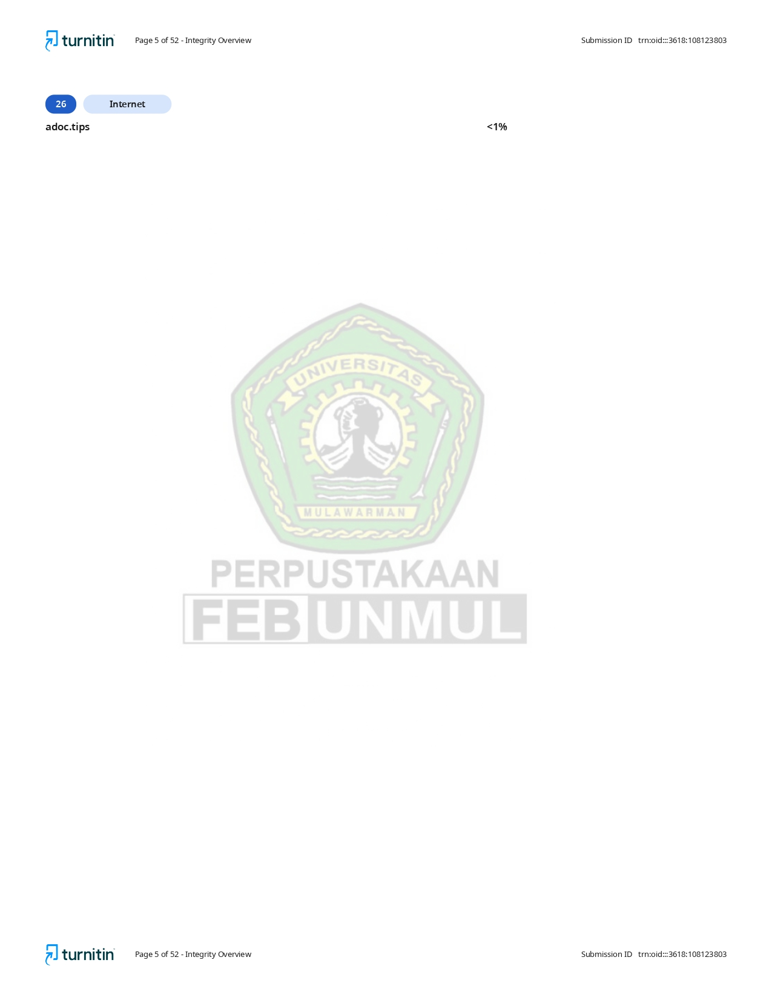 turnitin Page 5 of 52 - Integrity Overview Submission ID trn:oid:::3618:108123803
26 Internet
adoc.tips <1%
UNIVERSITAS
MULAWARMAN
PERPUSTAKAAN
FEB UNMUL
turnitin Page 5 of 52 - Integrity Overview Submission ID trn:oid:::3618:108123803